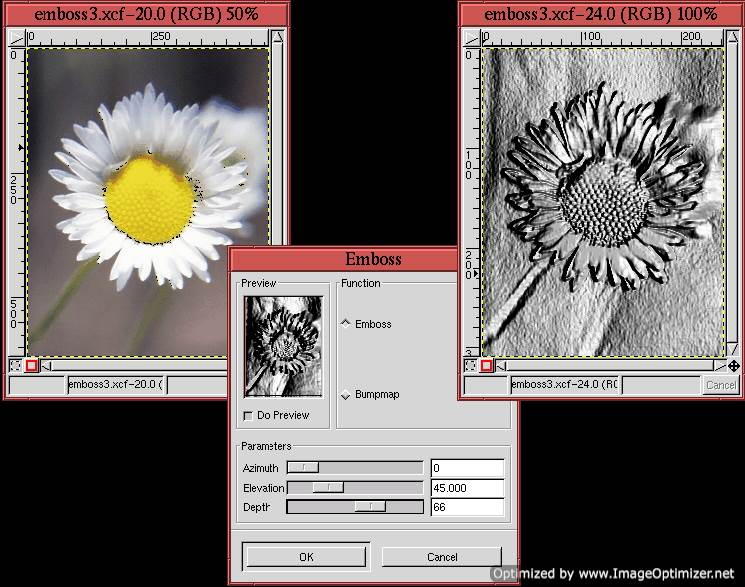 emboss3.xcf-20.0 (RGB) 50%
0
250
0
250
500
emboss3.xcf-20.0 (
emboss3.xcf-24.0 (RGB) 100%
0
100
200
0
100
200
3
emboss3.xcf-24.0 (RG
Cancel
Emboss
Preview
Do Preview
Function
Emboss
Bumpmap
Parameters
Azimuth 0
Elevation 45.000
Depth 66
OK
Cancel
Optimized by www.ImageOptimizer.net